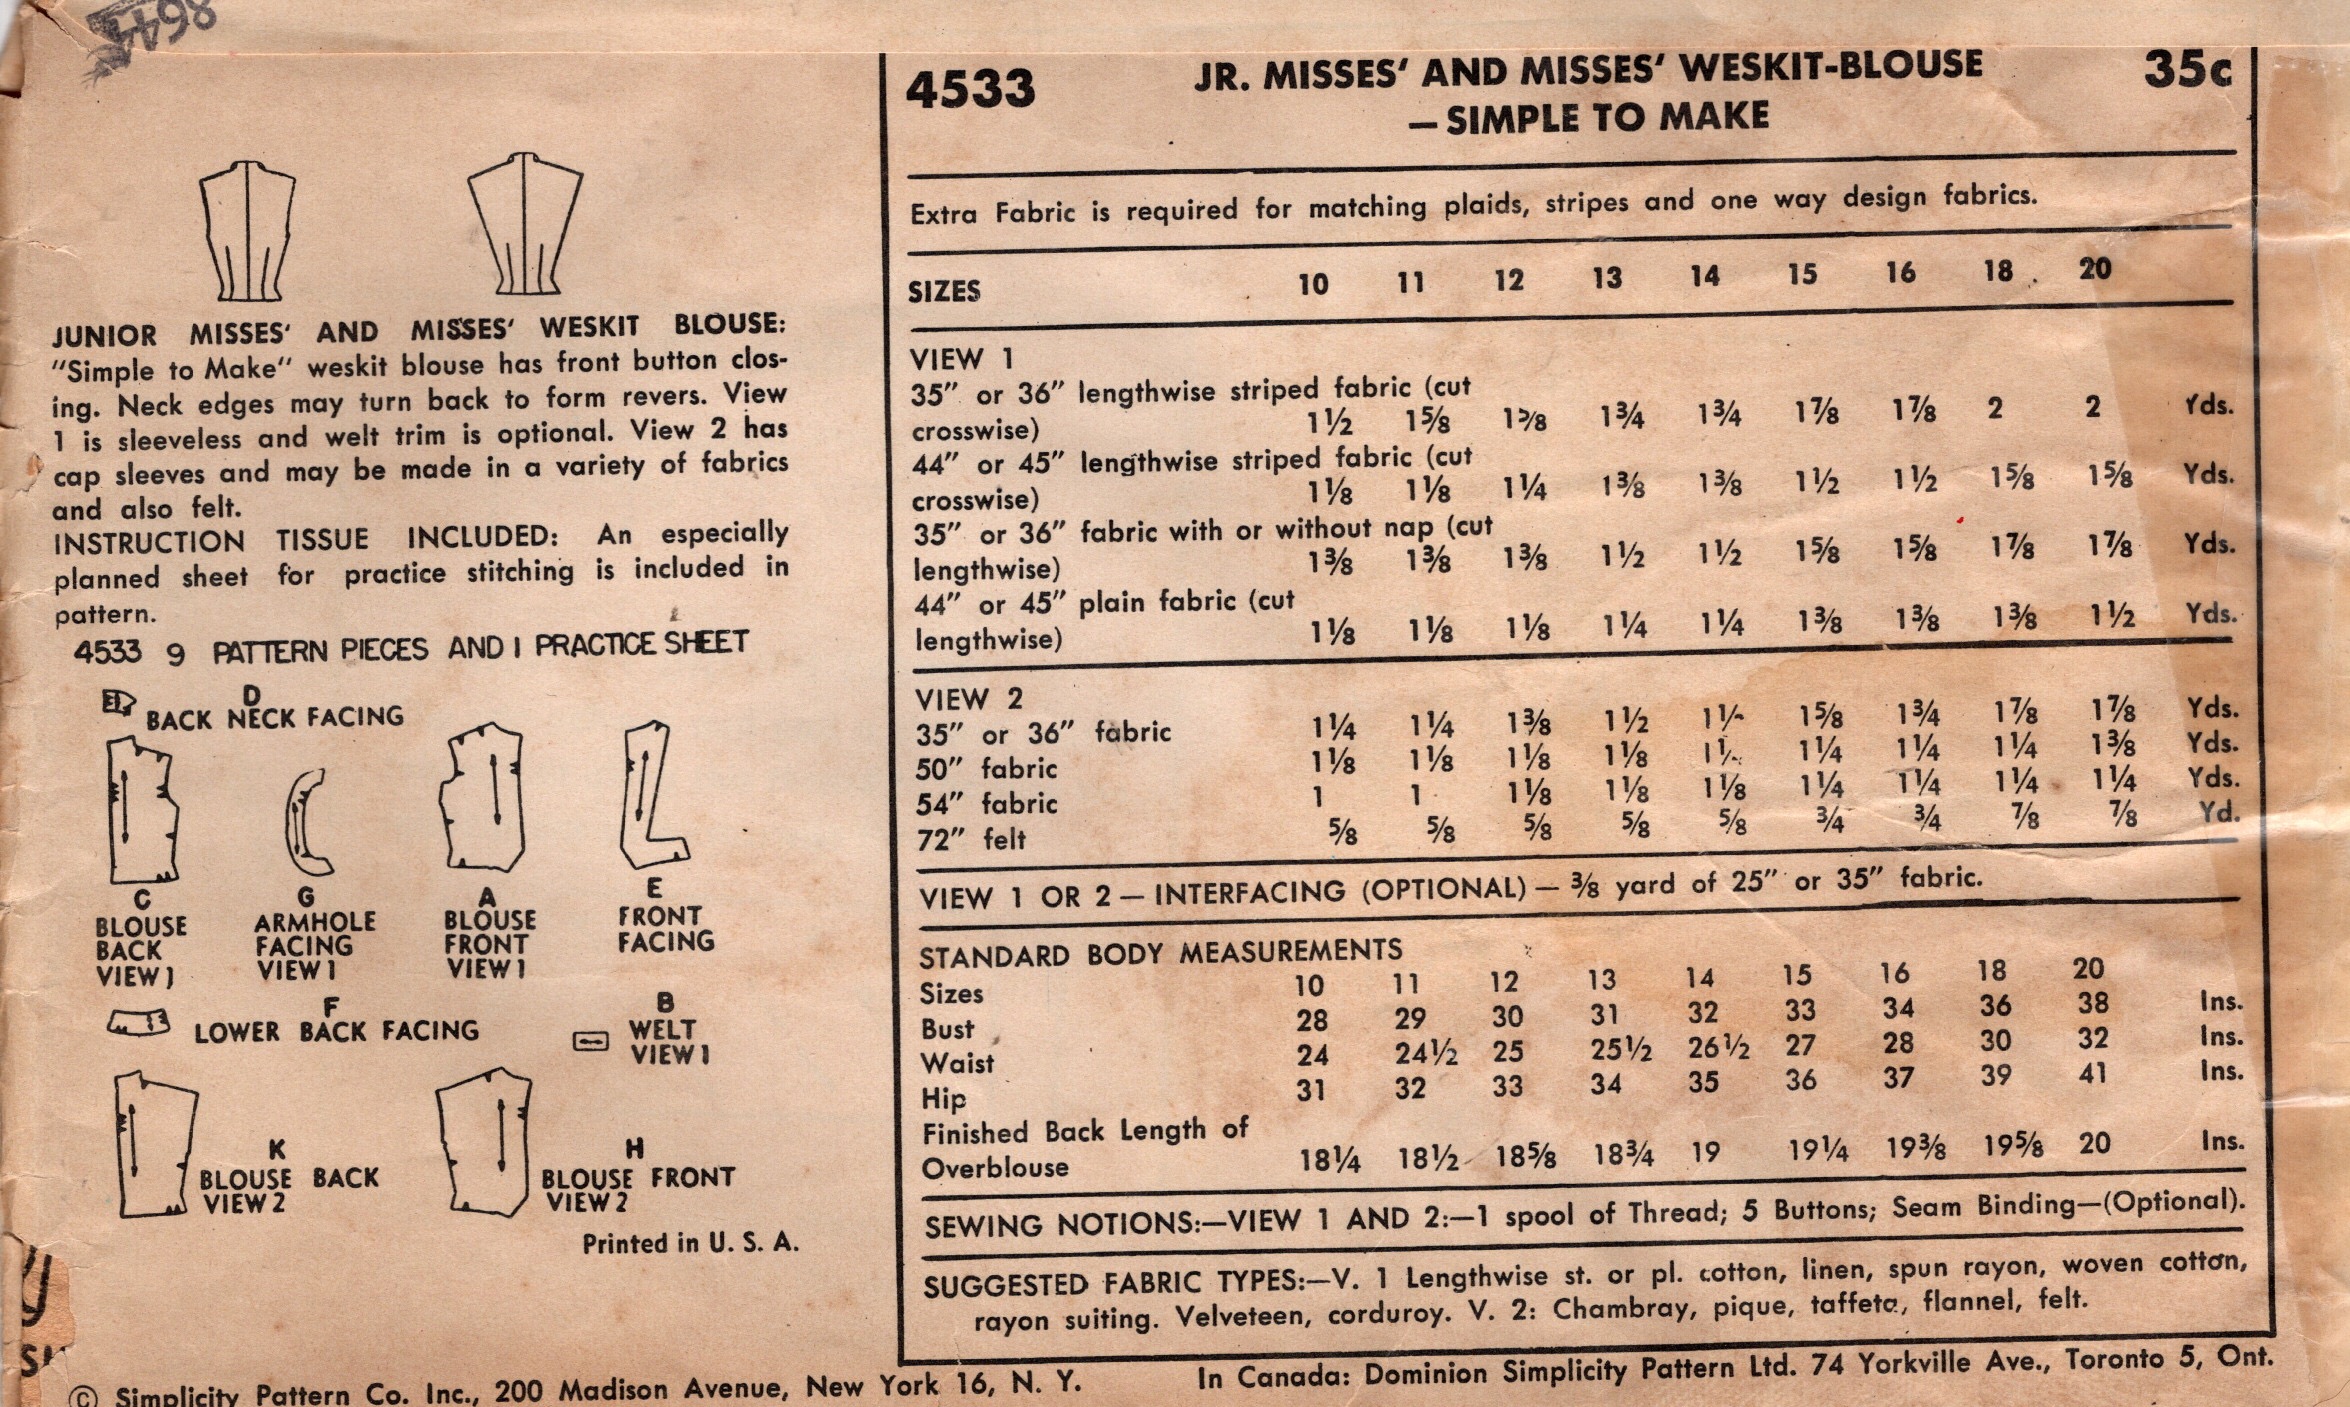 4533
JR. MISSES' AND MISSES' WESKIT-BLOUSE
—SIMPLE TO MAKE
35c
Extra Fabric is required for matching plaids, stripes and one way design fabrics.
SIZES 10 11 12 13 14 15 16 18 20
VIEW 1
35" or 36" lengthwise striped fabric (cut
crosswise) 1½ 1⅝ 1⅝ 1¾ 1¾ 1⅞ 1⅞ 2 2 Yds.
44" or 45" lengthwise striped fabric (cut
crosswise) 1⅛ 1⅛ 1¼ 1⅜ 1⅜ 1½ 1½ 1⅝ 1⅝ Yds.
35" or 36" fabric with or without nap (cut
lengthwise) 1⅜ 1⅜ 1⅜ 1½ 1½ 1⅝ 1⅝ 1⅞ 1⅞ Yds.
44" or 45" plain fabric (cut
lengthwise) 1⅛ 1⅛ 1⅛ 1¼ 1¼ 1⅜ 1⅜ 1⅜ 1½ Yds.
VIEW 2
35" or 36" fabric 1¼ 1¼ 1⅜ 1½ 1⅝ 1¾ 1⅞ 1⅞ Yds.
50" fabric 1⅛ 1⅛ 1⅛ 1⅛ 1¼ 1¼ 1¼ 1⅜ Yds.
54" fabric 1 1 1⅛ 1⅛ 1⅛ 1¼ 1¼ 1¼ 1¼ Yds.
72" felt ⅝ ⅝ ⅝ ⅝ ⅝ ¾ ¾ ⅞ ⅞ Yd.
VIEW 1 OR 2 — INTERFACING (OPTIONAL) — ⅜ yard of 25" or 35" fabric.
STANDARD BODY MEASUREMENTS
Sizes 10 11 12 13 14 15 16 18 20
Bust 28 29 30 31 32 33 34 36 38 Ins.
Waist 24 24½ 25 25½ 26½ 27 28 30 32 Ins.
Hip 31 32 33 34 35 36 37 39 41 Ins.
Finished Back Length of
Overblouse 18¼ 18½ 18⅝ 18¾ 19 19¼ 19⅜ 19⅝ 20 Ins.
SEWING NOTIONS:—VIEW 1 AND 2:—1 spool of Thread; 5 Buttons; Seam Binding—(Optional).
SUGGESTED FABRIC TYPES:—V. 1 Lengthwise st. or pl. cotton, linen, spun rayon, woven cotton,
rayon suiting. Velveteen, corduroy. V. 2: Chambray, pique, taffeta, flannel, felt.
JUNIOR MISSES' AND MISSES' WESKIT BLOUSE:
"Simple to Make" weskit blouse has front button clos-
ing. Neck edges may turn back to form revers. View
1 is sleeveless and welt trim is optional. View 2 has
cap sleeves and may be made in a variety of fabrics
and also felt.
INSTRUCTION TISSUE INCLUDED: An especially
planned sheet for practice stitching is included in
pattern.
4533 9 PATTERN PIECES AND 1 PRACTICE SHEET
D
BACK NECK FACING
C
BLOUSE
BACK
VIEW 1
G
ARMHOLE
FACING
VIEW 1
A
BLOUSE
FRONT
VIEW 1
E
FRONT
FACING
F
LOWER BACK FACING
B
WELT
VIEW 1
K
BLOUSE BACK
VIEW 2
H
BLOUSE FRONT
VIEW 2
Printed in U. S. A.
© Simplicity Pattern Co. Inc., 200 Madison Avenue, New York 16, N. Y.
In Canada: Dominion Simplicity Pattern Ltd. 74 Yorkville Ave., Toronto 5, Ont.